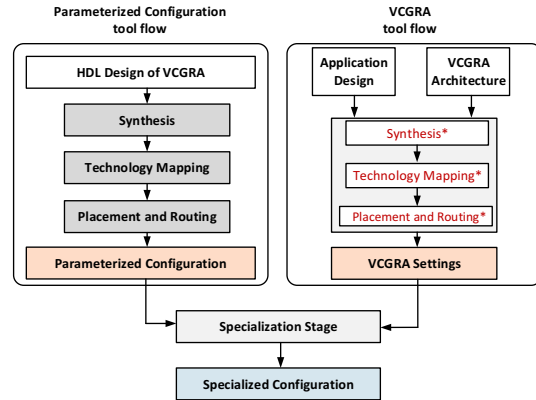 Parameterized Configuration
tool flow
HDL Design of VCGRA
Synthesis
Technology Mapping
Placement and Routing
Parameterized Configuration
VCGRA
tool flow
Application
Design
VCGRA
Architecture
Synthesis*
Technology Mapping*
Placement and Routing*
VCGRA Settings
Specialization Stage
Specialized Configuration